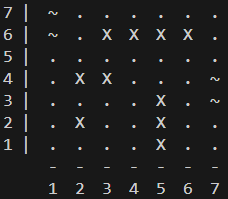 7 | ~ . . . . . .
6 | ~ . X X X X .
5 | . . . . . . .
4 | . X X . . . ~
3 | . . . . X . ~
2 | . X . . X . .
1 | . . . . X . .
- - - - - - -
1 2 3 4 5 6 7